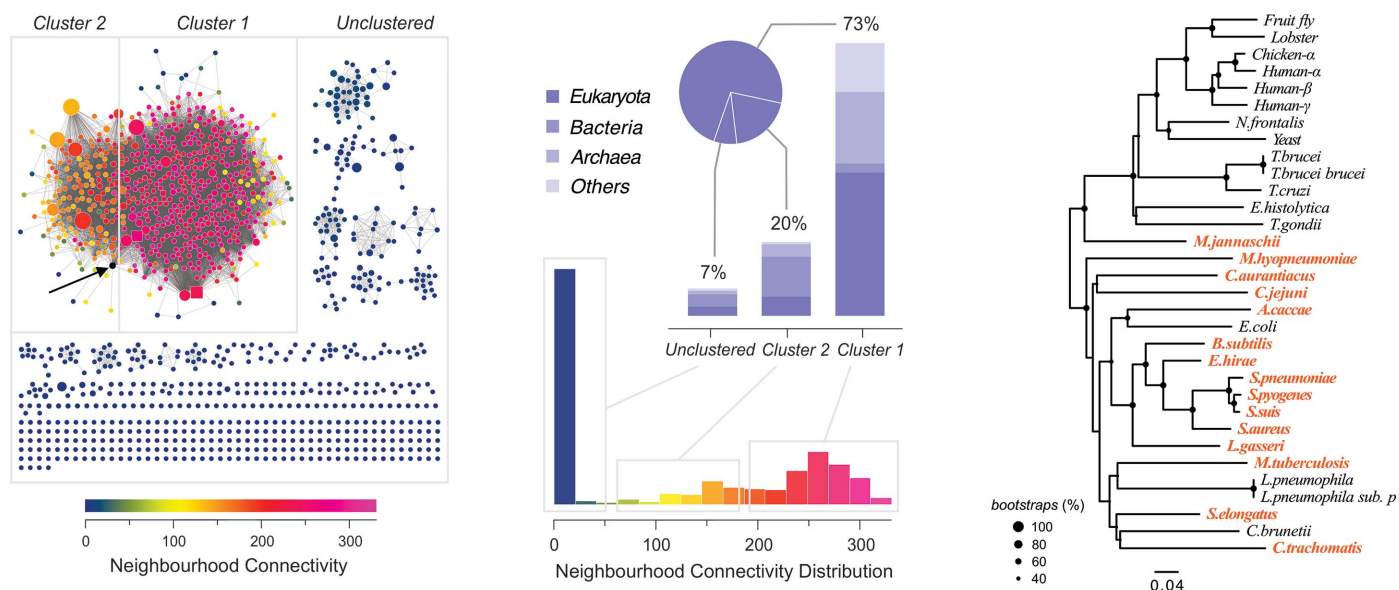 Cluster 2
Cluster 1
Unclustered
0
100
200
300
Neighbourhood Connectivity
Eukaryota
Bacteria
Archaea
Others
73%
20%
7%
Unclustered
Cluster 2
Cluster 1
0
100
200
300
Neighbourhood Connectivity Distribution
Fruit fly
Lobster
Chicken-α
Human-α
Human-β
Human-γ
N.frontalis
Yeast
T.brucei
T.brucei brucei
T.cruzi
E.histolytica
T.gondii
M.jannaschii
M.hyopneumoniae
C.aurantiacus
C.jejuni
A.caccae
E.coli
B.subtilis
E.hirae
S.pneumoniae
S.pyogenes
S.suis
S.aureus
L.gasseri
M.tuberculosis
L.pneumophila
L.pneumophila sub. p
S.elongatus
C.brunetii
C.trachomatis
bootstraps (%)
100
80
60
40
0.04